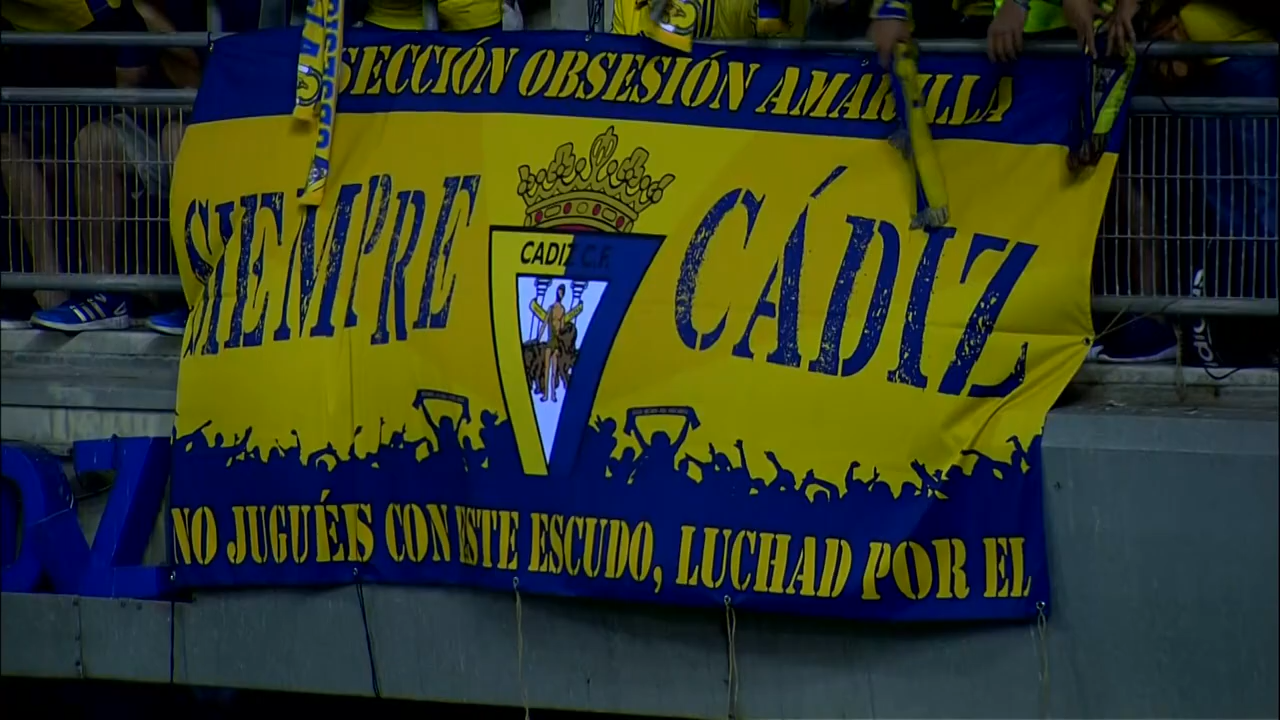 SECCIÓN OBSESIÓN AMARILLA
SIEMPRE CÁDIZ
CADIZ C.F.
NO JUGUÉIS CON ESTE ESCUDO, LUCHAD POR EL